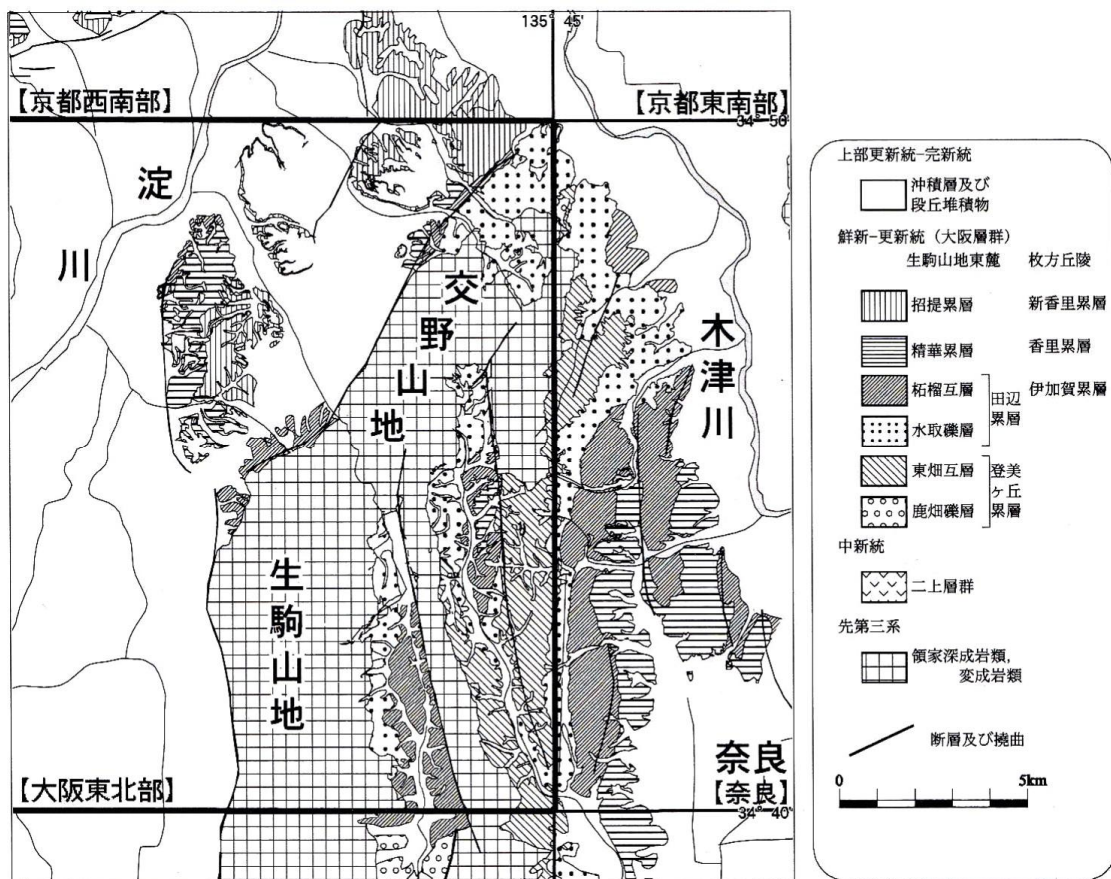 135° 45'
【京都西南部】
【京都東南部】
34° 50'
淀
川
交
野
山
地
木
津
川
生
駒
山
地
奈良
【大阪東北部】
【奈良】
34° 40'
上部更新統-完新統
沖積層及び
段丘堆積物
鮮新-更新統(大阪層群)
生駒山地東麓 枚方丘陵
招提累層 新香里累層
精華累層 香里累層
柘榴互層 田辺累層 伊加賀累層
水取礫層
東畑互層 登美ヶ丘累層
鹿畑礫層
中新統
二上層群
先第三系
領家深成岩類,
変成岩類
断層及び撓曲
0 5km